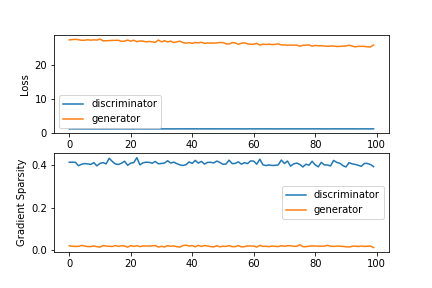 Loss
20
10
0
discriminator
generator
0 20 40 60 80 100
Gradient Sparsity
0.4
0.2
0.0
discriminator
generator
0 20 40 60 80 100